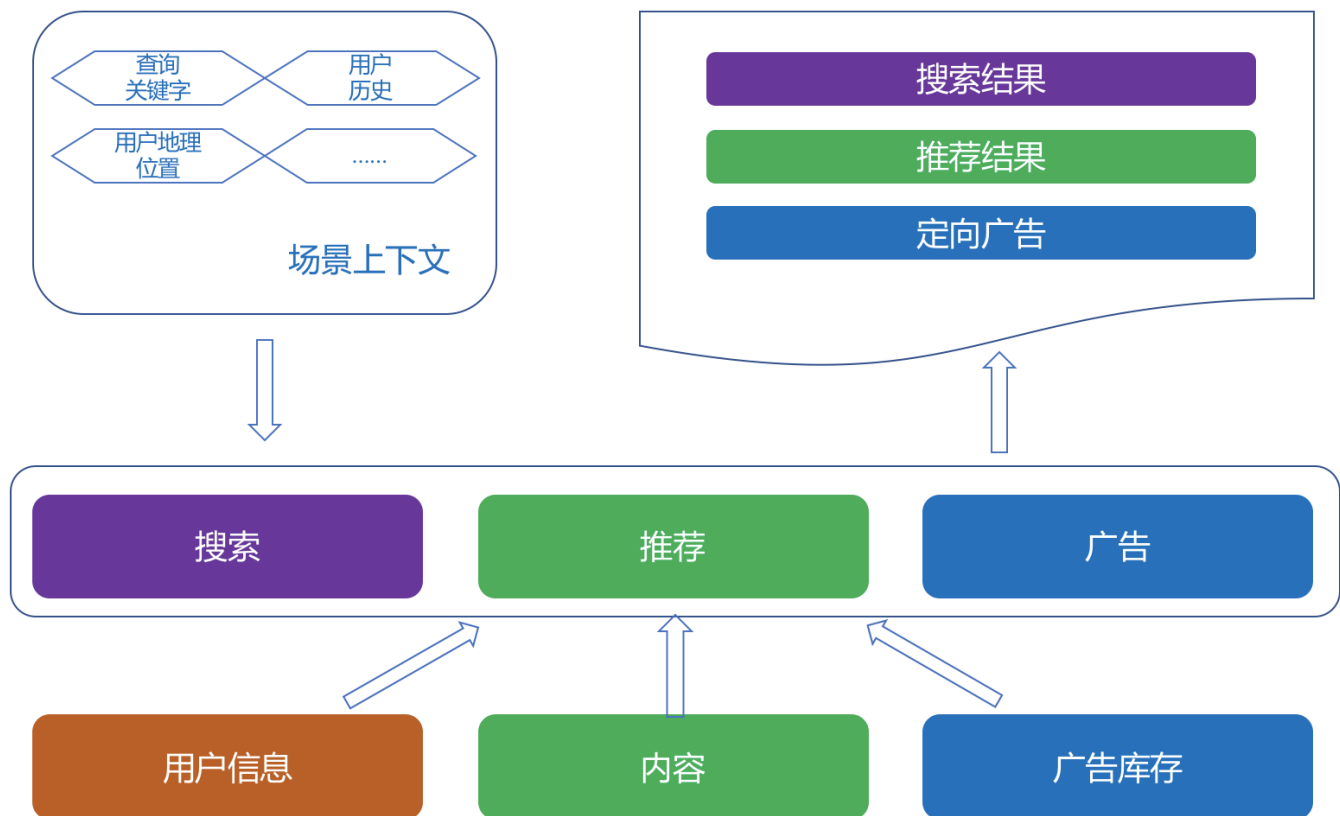 查询
关键字
用户
历史
用户地理
位置
......
场景上下文
搜索结果
推荐结果
定向广告
搜索
推荐
广告
用户信息
内容
广告库存